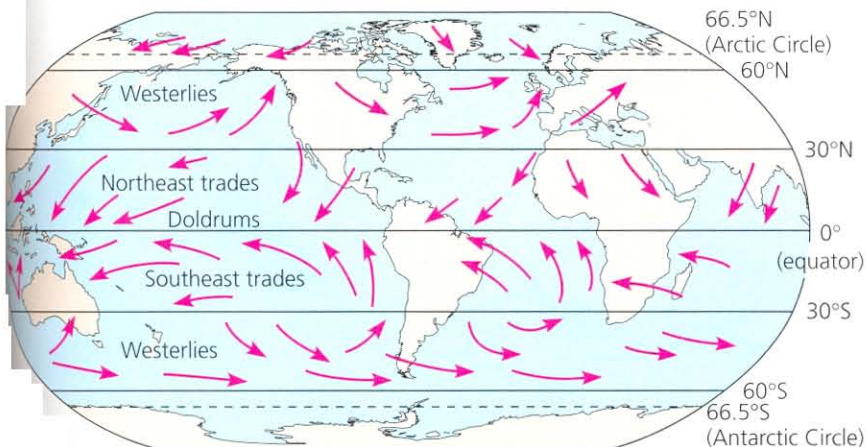 66.5°N
(Arctic Circle)
60°N
Westerlies
30°N
Northeast trades
Doldrums
0°
(equator)
Southeast trades
30°S
Westerlies
60°S
66.5°S
(Antarctic Circle)